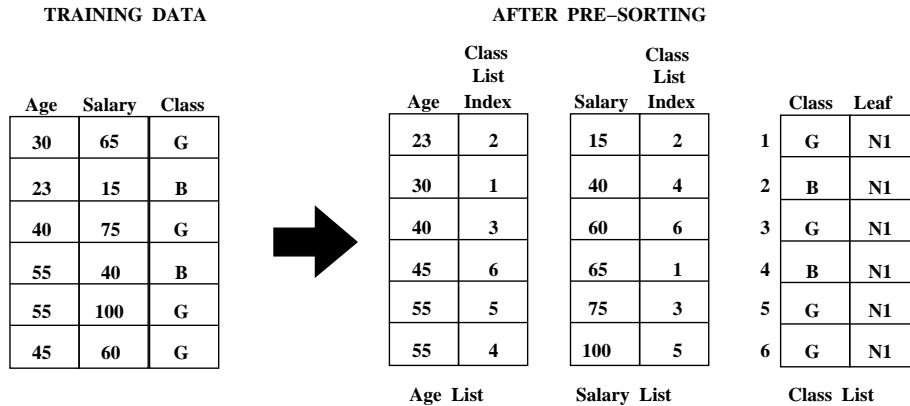 TRAINING DATA
AFTER PRE–SORTING
Age Salary Class
30 65 G
23 15 B
40 75 G
55 40 B
55 100 G
45 60 G
Class
List
Age Index
23 2
30 1
40 3
45 6
55 5
55 4
Age List
Class
List
Salary Index
15 2
40 4
60 6
65 1
75 3
100 5
Salary List
Class Leaf
1 G N1
2 B N1
3 G N1
4 B N1
5 G N1
6 G N1
Class List